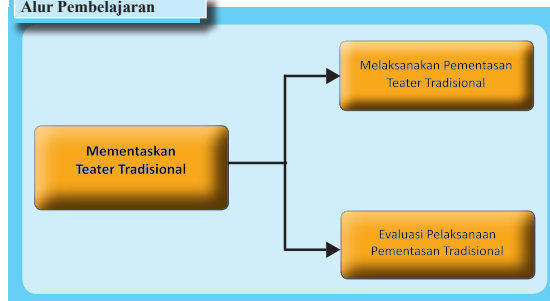 Alur Pembelajaran
Melaksanakan Pementasan
Teater Tradisional
Mementaskan
Teater Tradisional
Evaluasi Pelaksanaan
Pementasan Tradisional